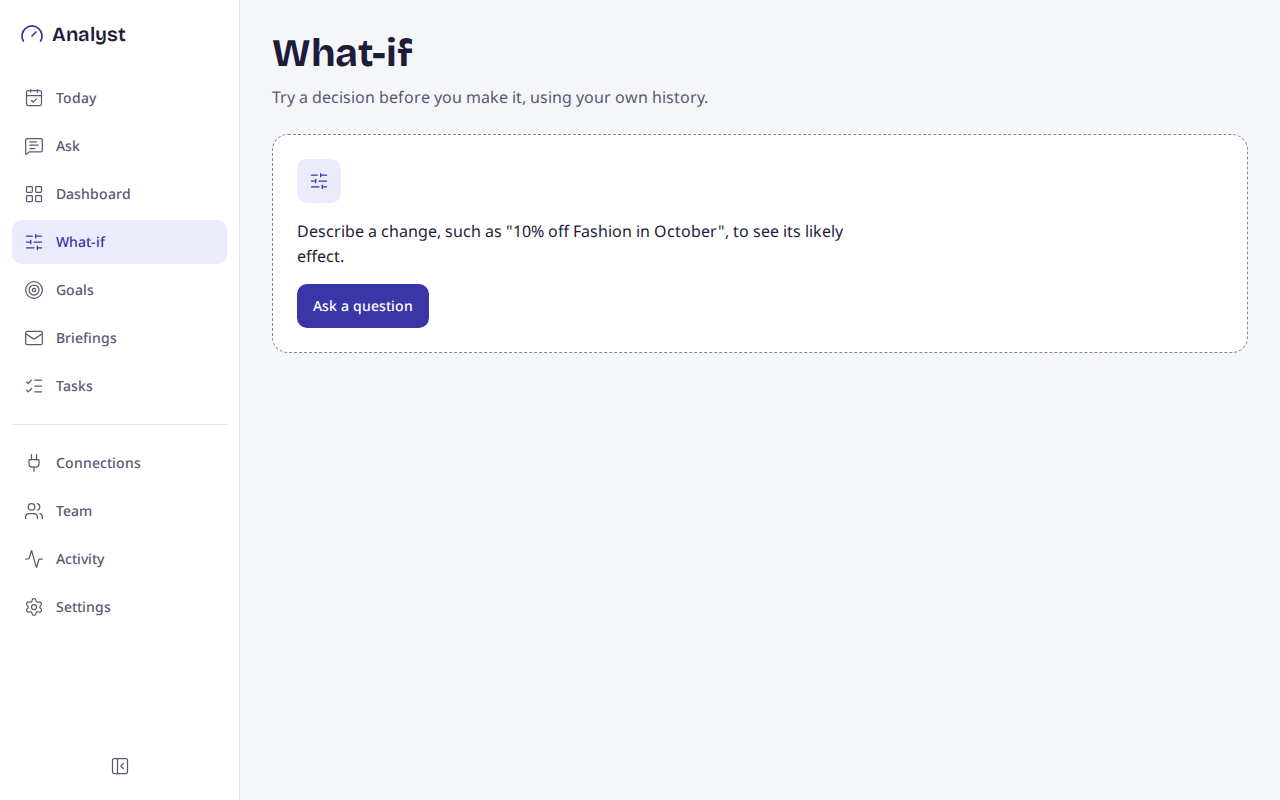 Analyst
Today
Ask
Dashboard
What-if
Goals
Briefings
Tasks
Connections
Team
Activity
Settings
What-if
Try a decision before you make it, using your own history.
Describe a change, such as "10% off Fashion in October", to see its likely
effect.
Ask a question